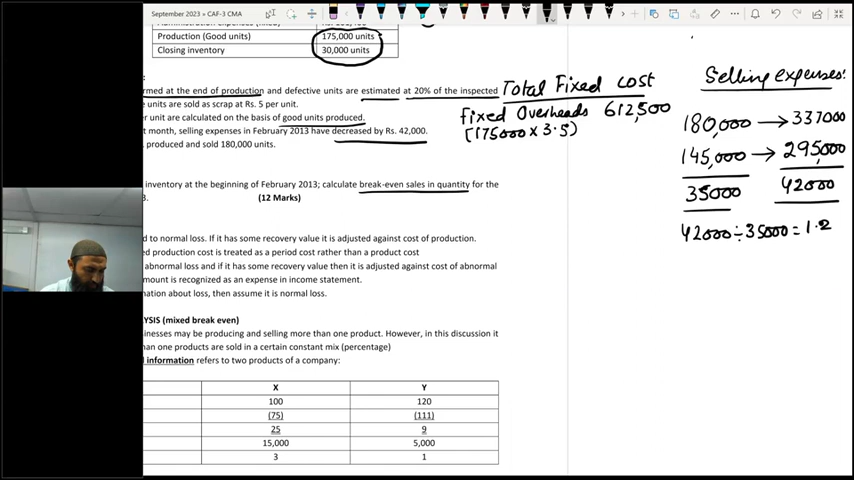 September 2023 » CAF-3 CMA
Production (Good units) 175,000 units
Closing inventory 30,000 units
rmed at the end of production and defective units are estimated at 20% of the inspected
e units are sold as scrap at Rs. 5 per unit.
er unit are calculated on the basis of good units produced.
st month, selling expenses in February 2013 have decreased by Rs. 42,000.
produced and sold 180,000 units.
inventory at the beginning of February 2013; calculate break-even sales in quantity for the
3. (12 Marks)
d to normal loss. If it has some recovery value it is adjusted against cost of production.
ed production cost is treated as a period cost rather than a product cost
abnormal loss and if it has some recovery value then it is adjusted against cost of abnormal
mount is recognized as an expense in income statement.
nation about loss, then assume it is normal loss.
YSIS (mixed break even)
sinesses may be producing and selling more than one product. However, in this discussion it
han one products are sold in a certain constant mix (percentage)
information refers to two products of a company:
X Y
100 120
(75) (111)
25 9
15,000 5,000
3 1
Total Fixed cost
Fixed Overheads 612,500
[175000 x 3.5)
Selling expenses:
180,000 → 337000
145,000 → 295,000
35000 42000
42000 ÷ 35000 = 1.2